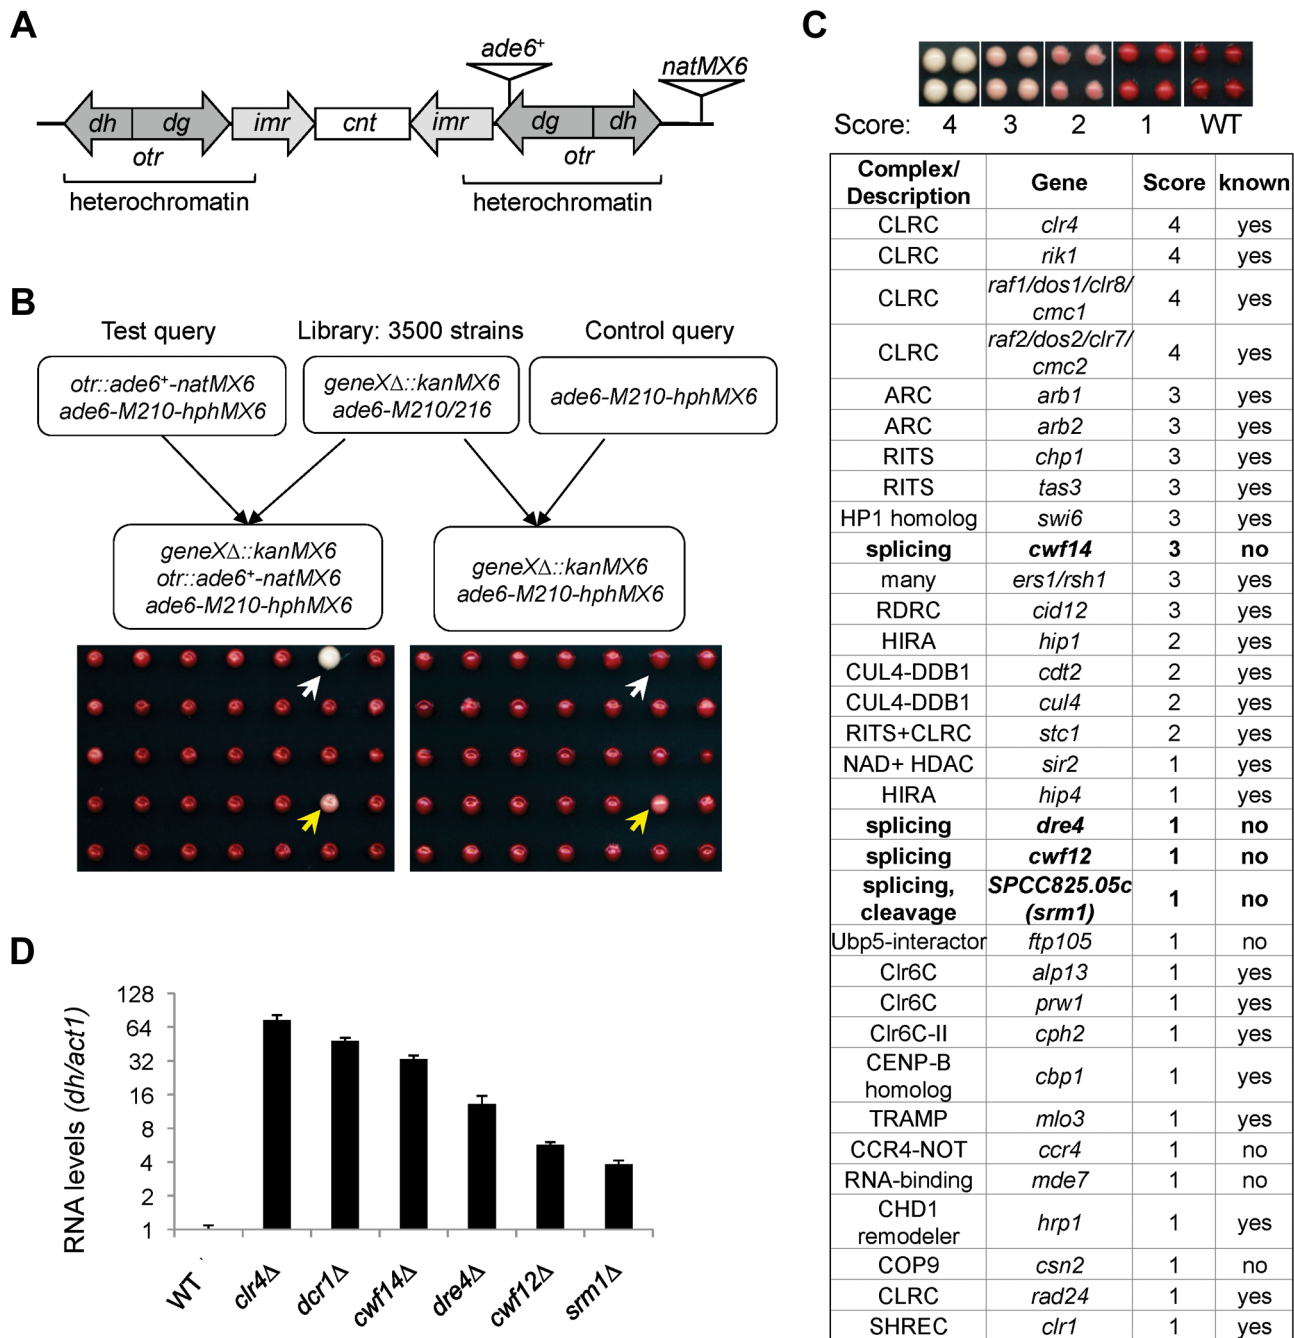 A
ade6+
natMX6
dh
dg
imr
cnt
imr
dg
dh
otr
otr
heterochromatin
heterochromatin
B
Test query
Library: 3500 strains
Control query
otr::ade6+-natMX6
ade6-M210-hphMX6
geneXΔ::kanMX6
ade6-M210/216
ade6-M210-hphMX6
geneXΔ::kanMX6
otr::ade6+-natMX6
ade6-M210-hphMX6
geneXΔ::kanMX6
ade6-M210-hphMX6
C
Score: 4 3 2 1 WT
Complex/ Description Gene Score known
CLRC clr4 4 yes
CLRC rik1 4 yes
CLRC raf1/dos1/clr8/ cmc1 4 yes
CLRC raf2/dos2/clr7/ cmc2 4 yes
ARC arb1 3 yes
ARC arb2 3 yes
RITS chp1 3 yes
RITS tas3 3 yes
HP1 homolog swi6 3 yes
splicing cwf14 3 no
many ers1/rsh1 3 yes
RDRC cid12 3 yes
HIRA hip1 2 yes
CUL4-DDB1 cdt2 2 yes
CUL4-DDB1 cul4 2 yes
RITS+CLRC stc1 2 yes
NAD+ HDAC sir2 1 yes
HIRA hip4 1 yes
splicing dre4 1 no
splicing cwf12 1 no
splicing, cleavage SPCC825.05c (srm1) 1 no
Ubp5-interactor ftp105 1 no
Clr6C alp13 1 yes
Clr6C prw1 1 yes
Clr6C-II cph2 1 yes
CENP-B homolog cbp1 1 yes
TRAMP mlo3 1 yes
CCR4-NOT ccr4 1 no
RNA-binding mde7 1 no
CHD1 remodeler hrp1 1 yes
COP9 csn2 1 no
CLRC rad24 1 yes
SHREC clr1 1 yes
D
RNA levels (dh/act1)
128
64
32
16
8
4
2
1
WT
clr4Δ
dcr1Δ
cwf14Δ
dre4Δ
cwf12Δ
srm1Δ